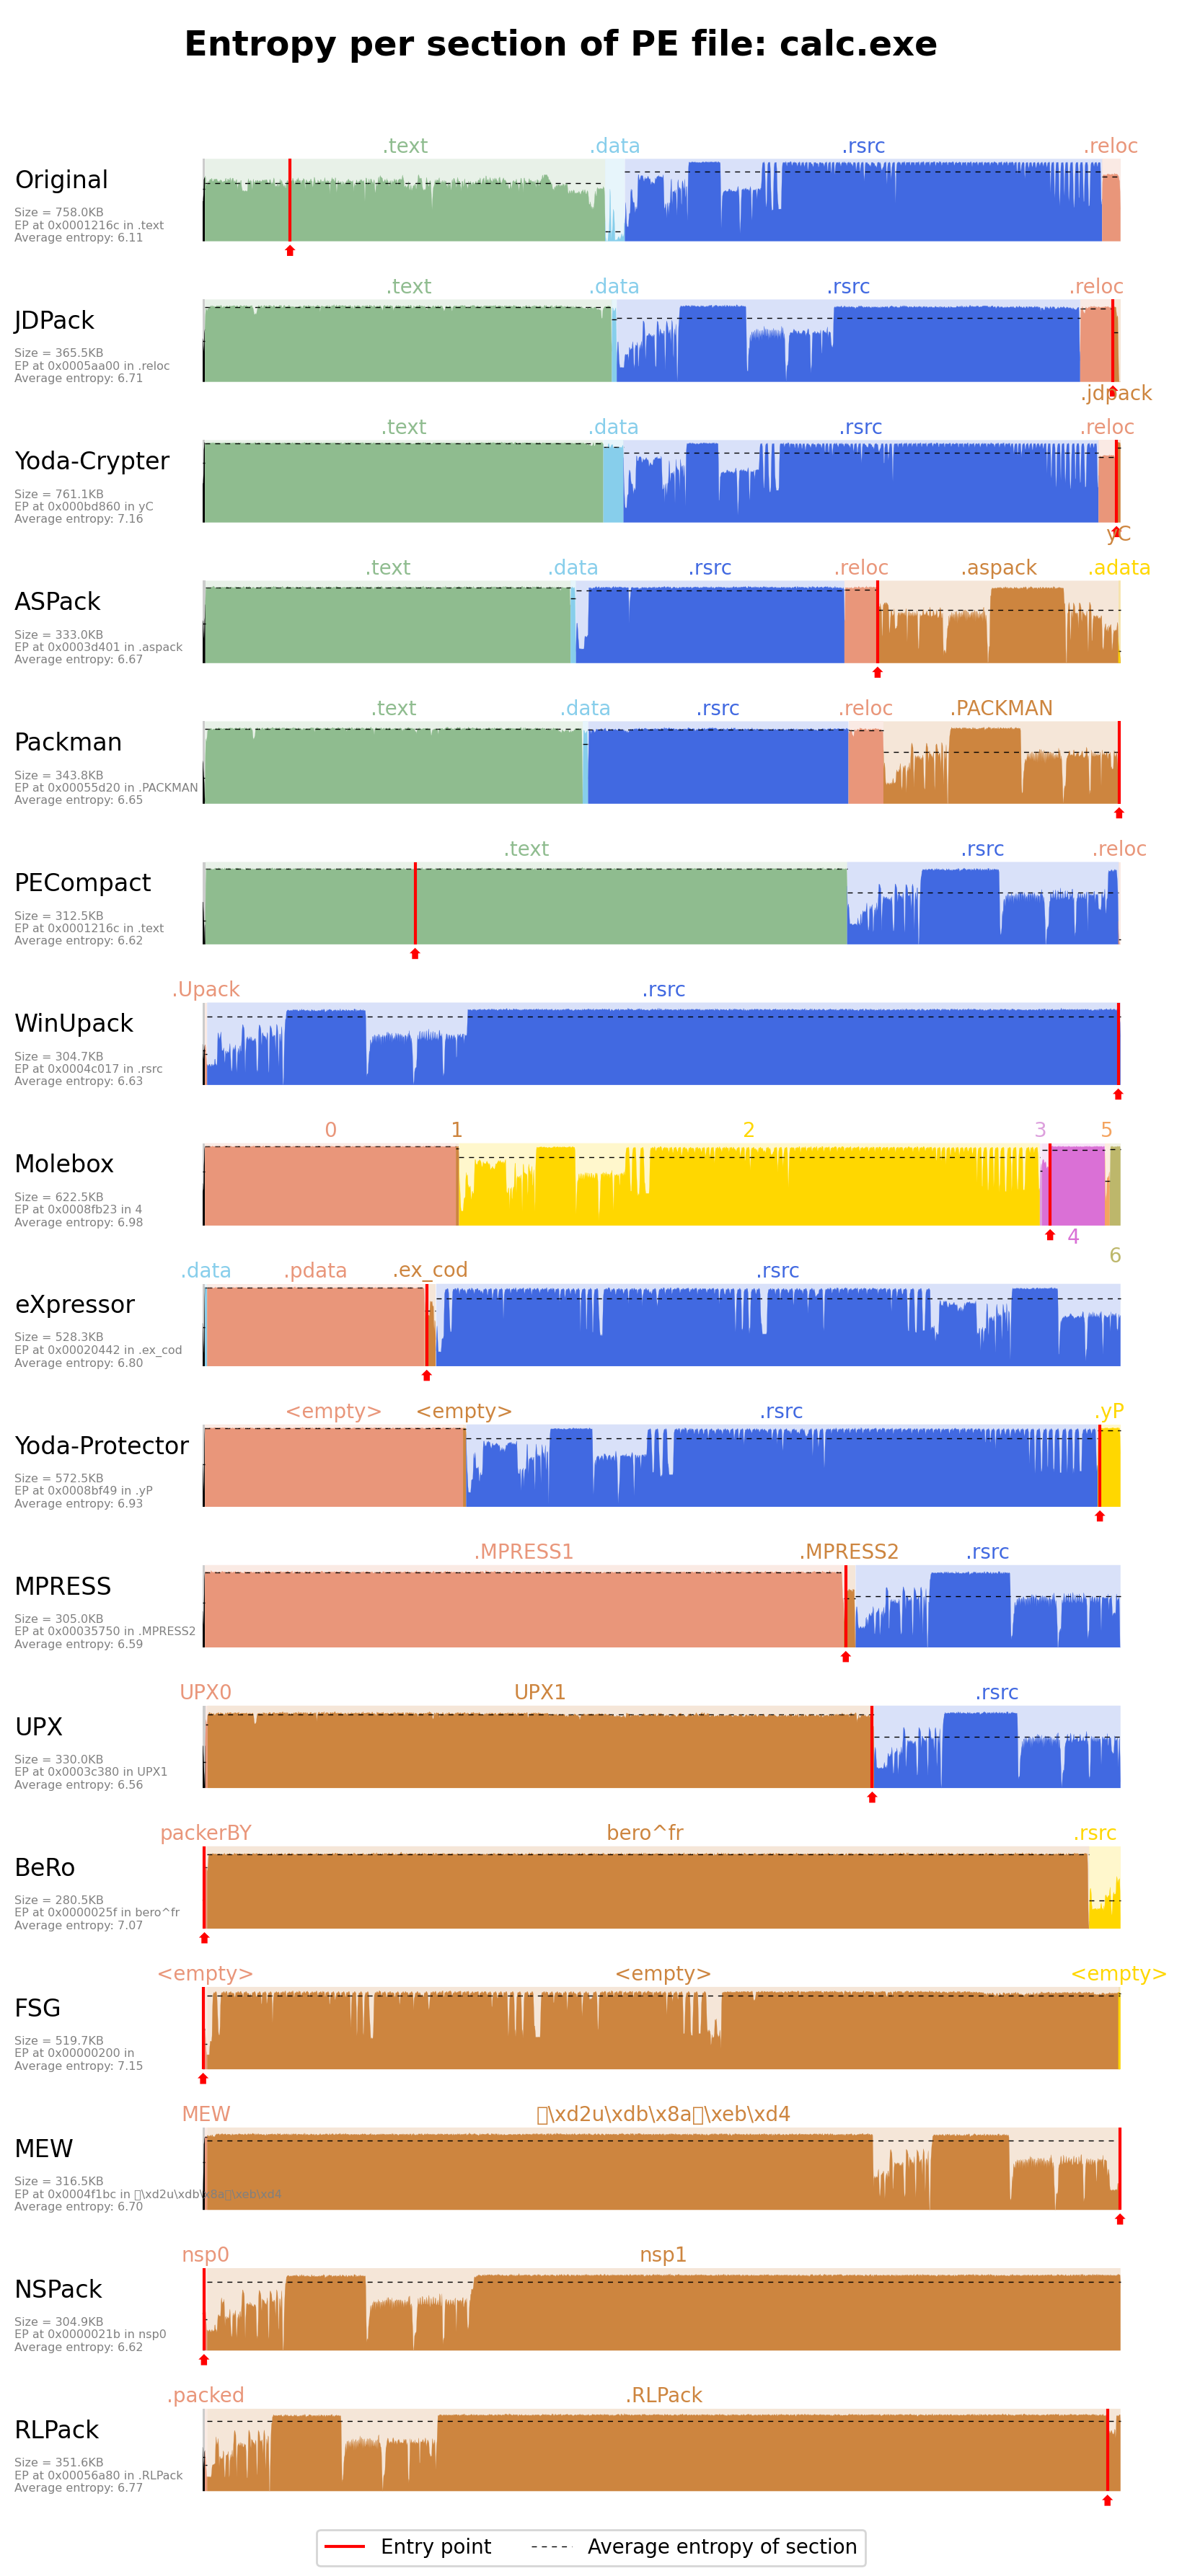 Entropy per section of PE file: calc.exe
.text .data .rsrc .reloc
Original
Size = 758.0KB
EP at 0x0001216c in .text
Average entropy: 6.11
.text .data .rsrc .reloc
JDPack
Size = 365.5KB
EP at 0x0005aa00 in .reloc
Average entropy: 6.71
.jdpack
.text .data .rsrc .reloc
Yoda-Crypter
Size = 761.1KB
EP at 0x000bd860 in yC
Average entropy: 7.16
yC
.text .data .rsrc .reloc .aspack .adata
ASPack
Size = 333.0KB
EP at 0x0003d401 in .aspack
Average entropy: 6.67
.text .data .rsrc .reloc .PACKMAN
Packman
Size = 343.8KB
EP at 0x00055d20 in .PACKMAN
Average entropy: 6.65
.text .rsrc .reloc
PECompact
Size = 312.5KB
EP at 0x0001216c in .text
Average entropy: 6.62
.Upack .rsrc
WinUpack
Size = 304.7KB
EP at 0x0004c017 in .rsrc
Average entropy: 6.63
0 1 2 3 5
Molebox
Size = 622.5KB
EP at 0x0008fb23 in 4
Average entropy: 6.98
4
6
.data .pdata .ex_cod .rsrc
eXpressor
Size = 528.3KB
EP at 0x00020442 in .ex_cod
Average entropy: 6.80
<empty> <empty> .rsrc .yP
Yoda-Protector
Size = 572.5KB
EP at 0x0008bf49 in .yP
Average entropy: 6.93
.MPRESS1 .MPRESS2 .rsrc
MPRESS
Size = 305.0KB
EP at 0x00035750 in .MPRESS2
Average entropy: 6.59
UPX0 UPX1 .rsrc
UPX
Size = 330.0KB
EP at 0x0003c380 in UPX1
Average entropy: 6.56
packerBY bero^fr .rsrc
BeRo
Size = 280.5KB
EP at 0x0000025f in bero^fr
Average entropy: 7.07
<empty> <empty> <empty>
FSG
Size = 519.7KB
EP at 0x00000200 in
Average entropy: 7.15
MEW \xd2u\xdb\x8a \xeb\xd4
MEW
Size = 316.5KB
EP at 0x0004f1bc in \xd2u\xdb\x8a \xeb\xd4
Average entropy: 6.70
nsp0 nsp1
NSPack
Size = 304.9KB
EP at 0x0000021b in nsp0
Average entropy: 6.62
.packed .RLPack
RLPack
Size = 351.6KB
EP at 0x00056a80 in .RLPack
Average entropy: 6.77
Entry point Average entropy of section